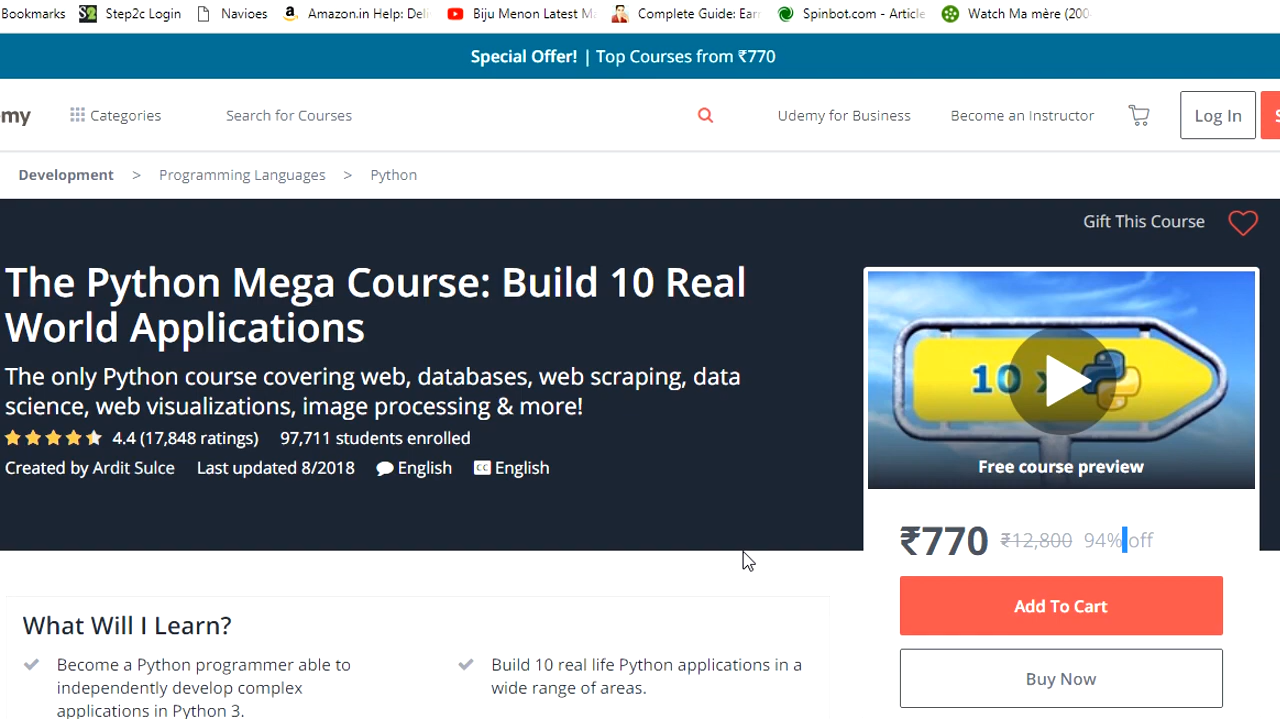 Bookmarks Step2c Login Navioes Amazon.in Help: Deli Biju Menon Latest M Complete Guide: Ear Spinbot.com - Article Watch Ma mère (200
Special Offer! | Top Courses from ₹770
my Categories Search for Courses Udemy for Business Become an Instructor Log In S
Development > Programming Languages > Python
Gift This Course
The Python Mega Course: Build 10 Real
World Applications
The only Python course covering web, databases, web scraping, data
science, web visualizations, image processing & more!
4.4 (17,848 ratings) 97,711 students enrolled
Created by Ardit Sulce Last updated 8/2018 English CC English
10 x
Free course preview
₹770 ₹12,800 94% off
Add To Cart
Buy Now
What Will I Learn?
Become a Python programmer able to
independently develop complex
applications in Python 3.
Build 10 real life Python applications in a
wide range of areas.